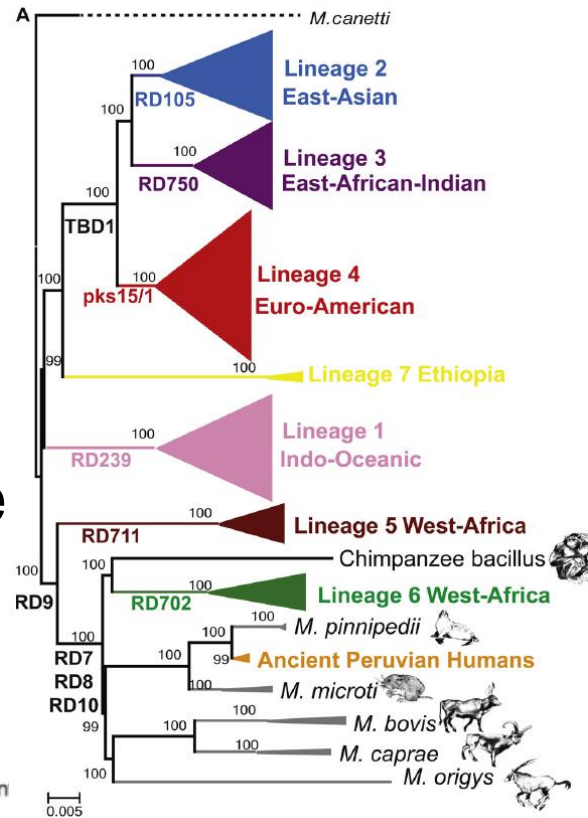 A
M.canetti
100
Lineage 2
East-Asian
RD105
100
100
Lineage 3
East-African-Indian
RD750
100
TBD1
100
Lineage 4
Euro-American
pks15/1
100
99
100
Lineage 7 Ethiopia
100
Lineage 1
Indo-Oceanic
RD239
e
100
Lineage 5 West-Africa
RD711
Chimpanzee bacillus
100
RD9
100
Lineage 6 West-Africa
RD702
100
M. pinnipedii
100
100
RD7
99
Ancient Peruvian Humans
RD8
100
M. microti
RD10
99
100
M. bovis
100
100
M. caprae
100
M. origys
0.005